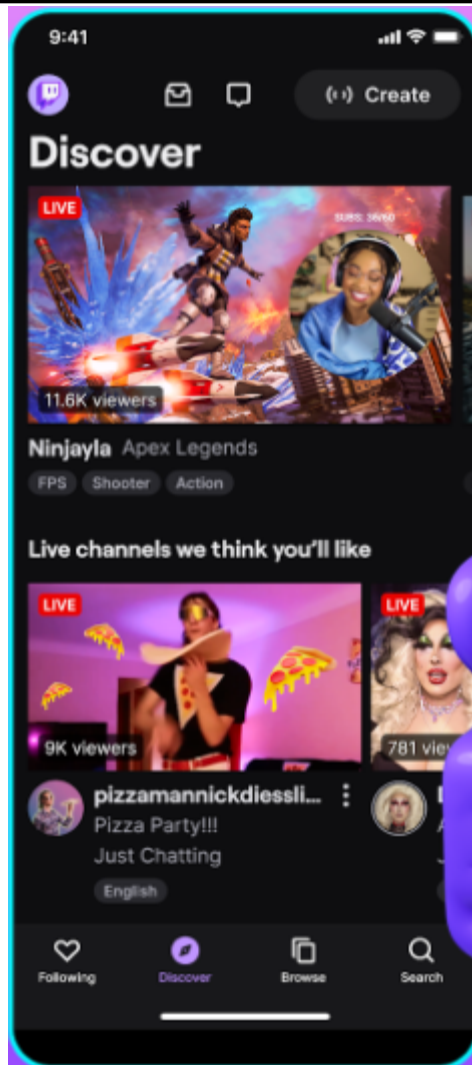 9:41
Create
Discover
LIVE
SUBS: 36/60
11.6K viewers
Ninjayla Apex Legends
FPS Shooter Action
Live channels we think you'll like
LIVE
LIVE
9K viewers
781
pizzamannickdiessli...
Pizza Party!!!
Just Chatting
English
Following
Discover
Browse
Search